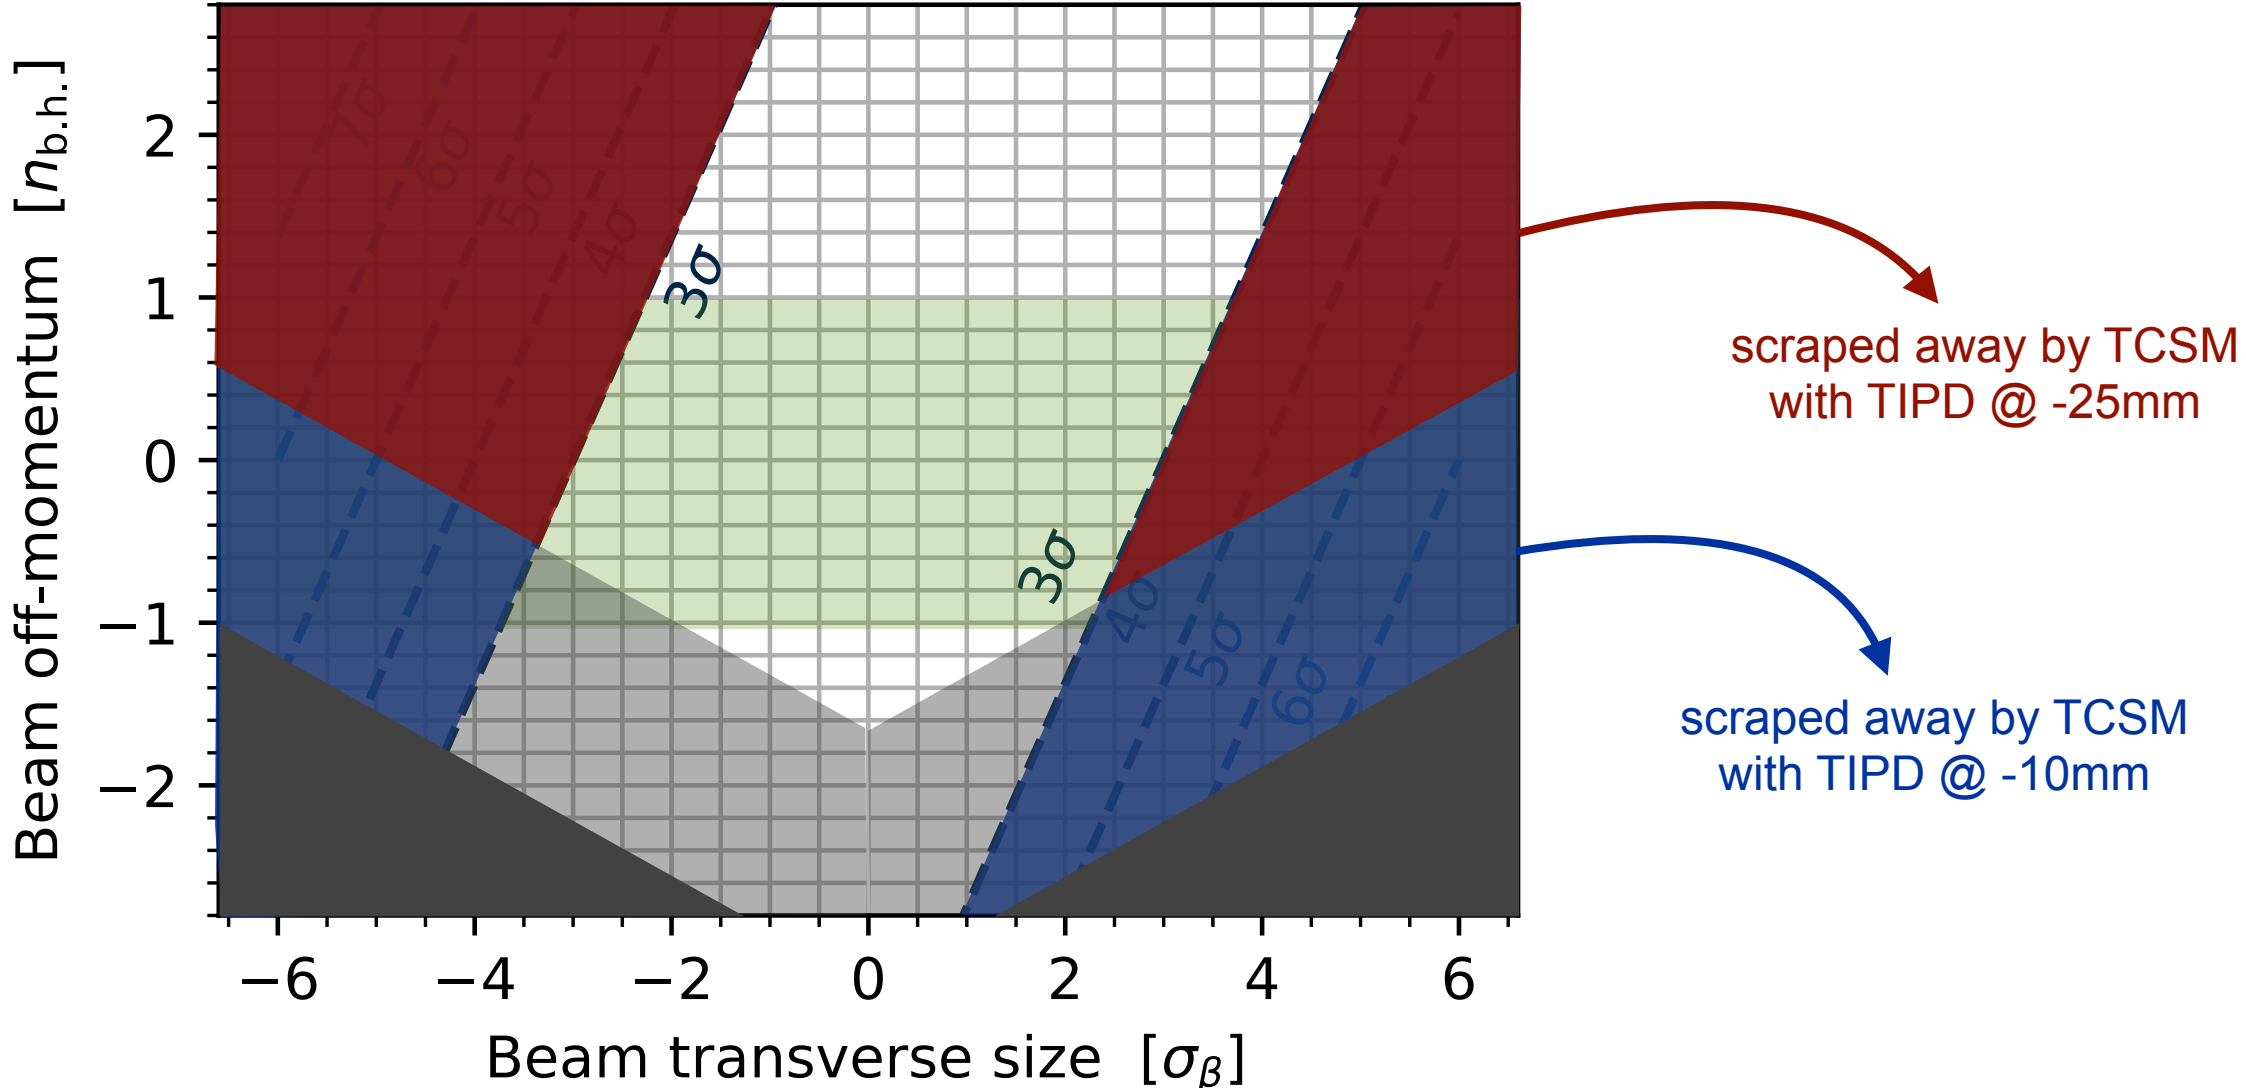 Beam off-momentum [n_b.h.]
2
1
0
−1
−2
7σ
6σ
5σ
4σ
3σ
3σ
4σ
5σ
6σ
−6 −4 −2 0 2 4 6
Beam transverse size [σ_β]
scraped away by TCSM
with TIPD @ -25mm
scraped away by TCSM
with TIPD @ -10mm